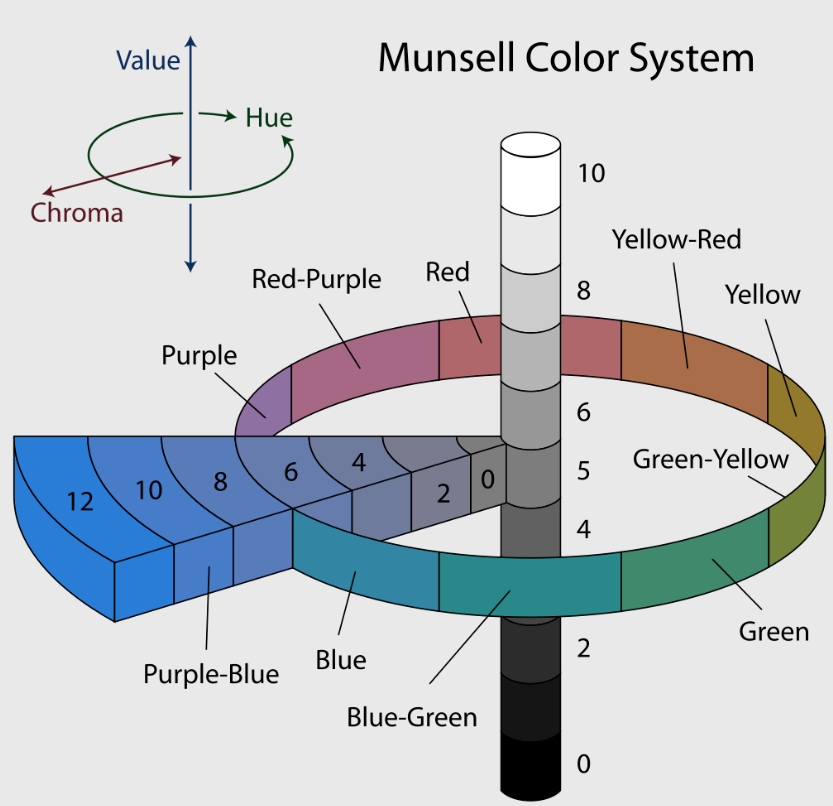 Munsell Color System
Value
Hue
Chroma
10
Yellow-Red
Red
Red-Purple
8
Yellow
Purple
6
Green-Yellow
5
12
10
8
6
4
2
0
4
Green
2
Blue
Purple-Blue
Blue-Green
0